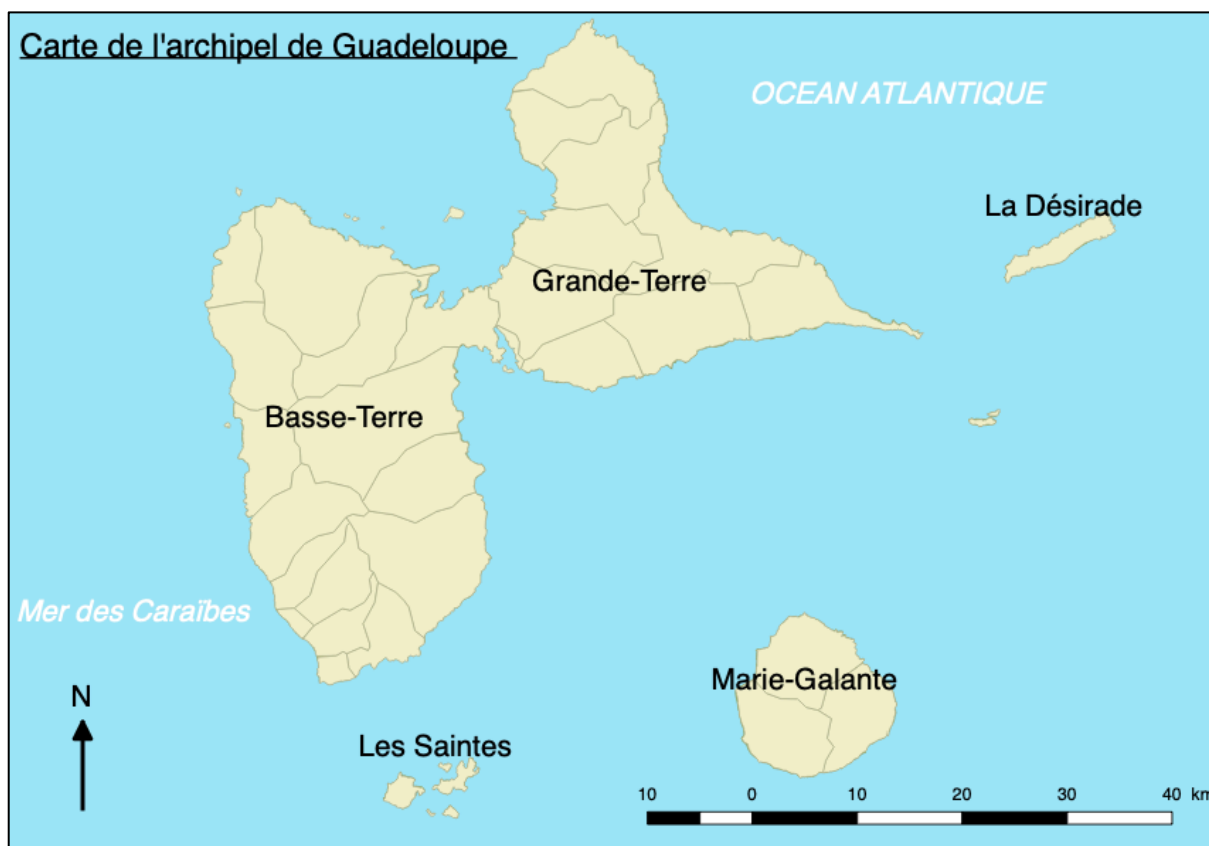 Carte de l'archipel de Guadeloupe
OCEAN ATLANTIQUE
La Désirade
Grande-Terre
Basse-Terre
Mer des Caraïbes
Marie-Galante
N
Les Saintes
10 0 10 20 30 40 km